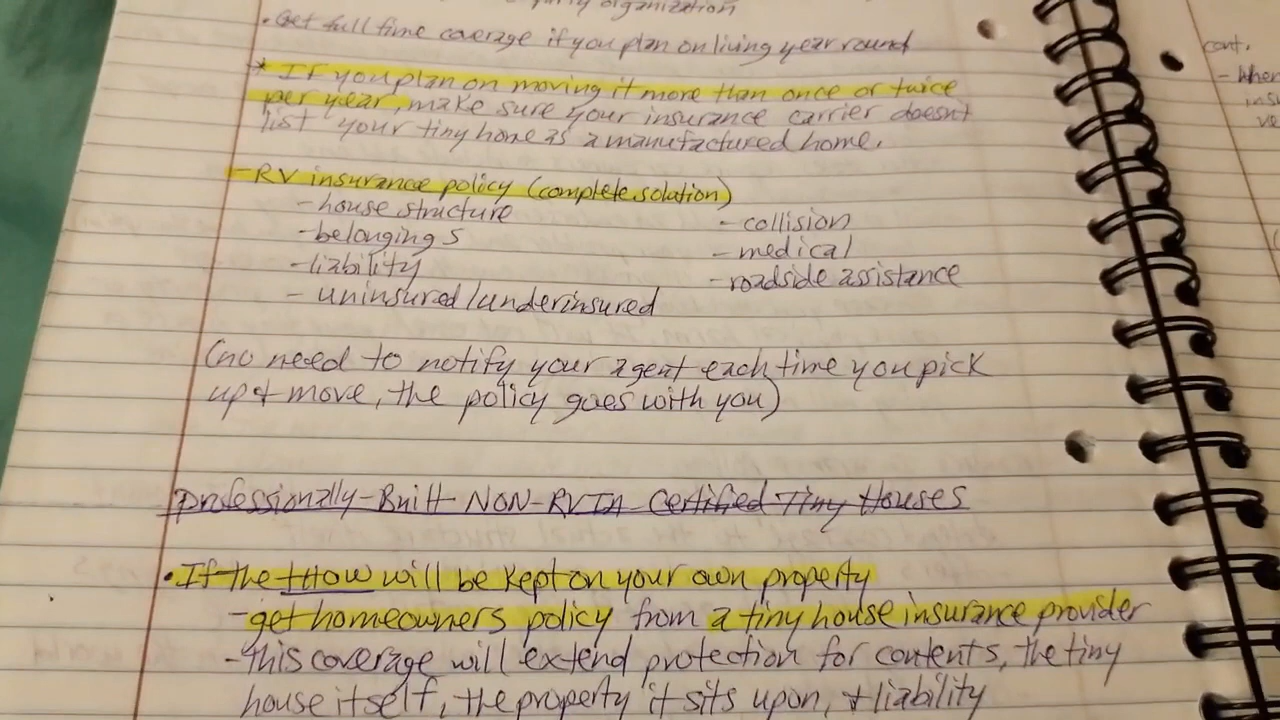 organization
• Get full time coverage if you plan on living year round
* If you plan on moving it more than once or twice
per year, make sure your insurance carrier doesn't
list your tiny home as a manufactured home.
- RV insurance policy (complete solution)
- house structure
- belongings
- liability
- uninsured/underinsured
- collision
- medical
- roadside assistance
(no need to notify your agent each time you pick
up & move, the policy goes with you)
Professionally-Built NON-RVIA Certified Tiny Houses
• If the THOW will be kept on your own property
- get homeowners policy from a tiny house insurance provider
- this coverage will extend protection for contents, the tiny
house itself, the property it sits upon, & liability
cont.